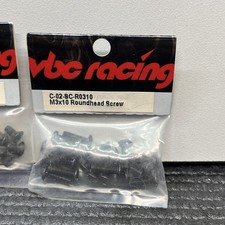 vbc racing
C-02-BC-R0310
M3x10 Roundhead Screw